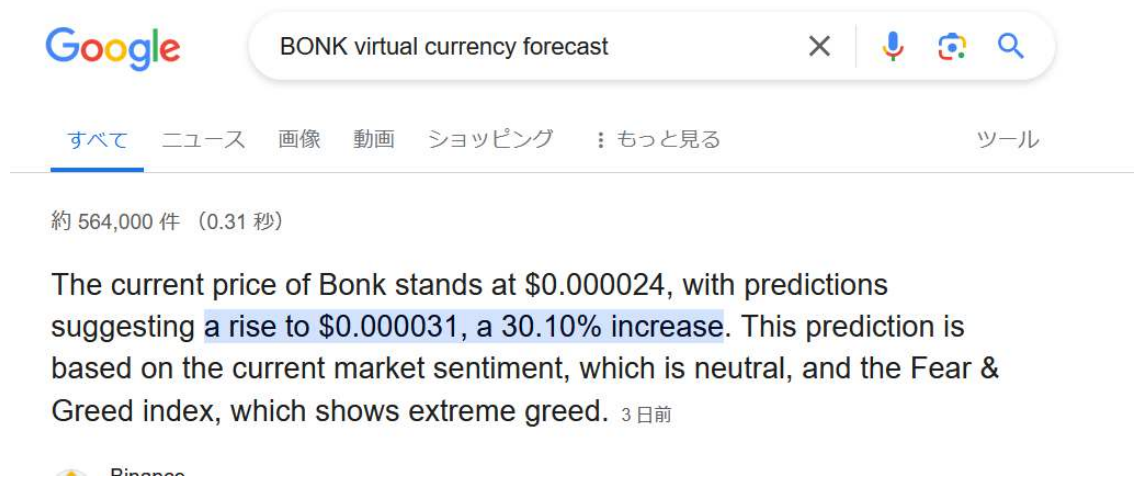 Google
BONK virtual currency forecast
すべて ニュース 画像 動画 ショッピング もっと見る ツール
約 564,000 件 （0.31 秒）
The current price of Bonk stands at $0.000024, with predictions
suggesting a rise to $0.000031, a 30.10% increase. This prediction is
based on the current market sentiment, which is neutral, and the Fear &
Greed index, which shows extreme greed. 3 日前
Binance